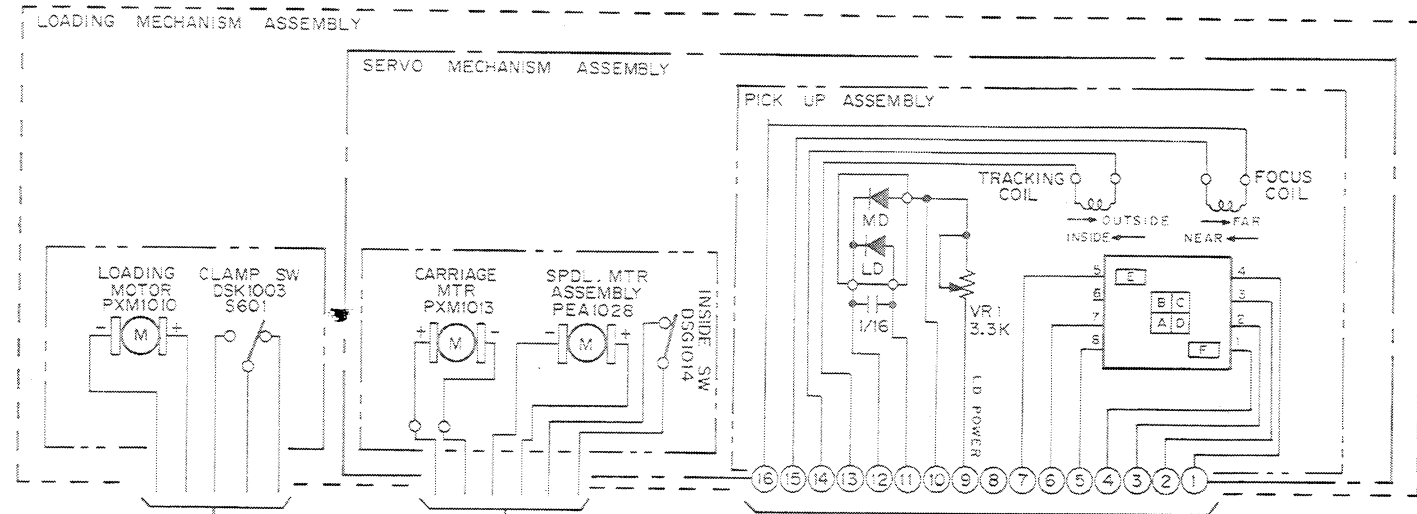 LOADING MECHANISM ASSEMBLY
SERVO MECHANISM ASSEMBLY
PICK UP ASSEMBLY
TRACKING COIL
FOCUS COIL
OUTSIDE
INSIDE
FAR
NEAR
MD
LD
1/16
VR1
3.3K
LD POWER
5
6
7
8
E
B C
A D
F
4
3
2
1
LOADING
MOTOR
PXM1010
- M +
CLAMP SW
DSK1003
S601
CARRIAGE
MTR
PXM1013
+ M -
SPDL. MTR
ASSEMBLY
PEA1028
- M +
INSIDE SW
DSG1014
16 15 14 13 12 11 10 9 8 7 6 5 4 3 2 1